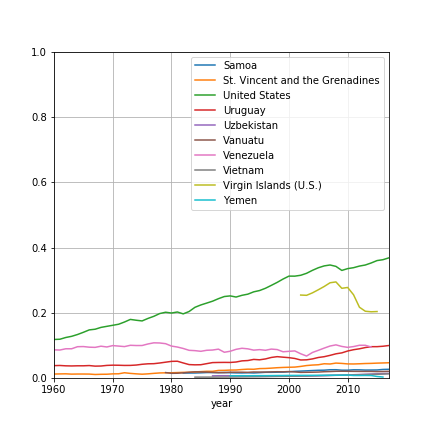 1.0
0.8
0.6
0.4
0.2
0.0
Samoa
St. Vincent and the Grenadines
United States
Uruguay
Uzbekistan
Vanuatu
Venezuela
Vietnam
Virgin Islands (U.S.)
Yemen
1960 1970 1980 1990 2000 2010
year